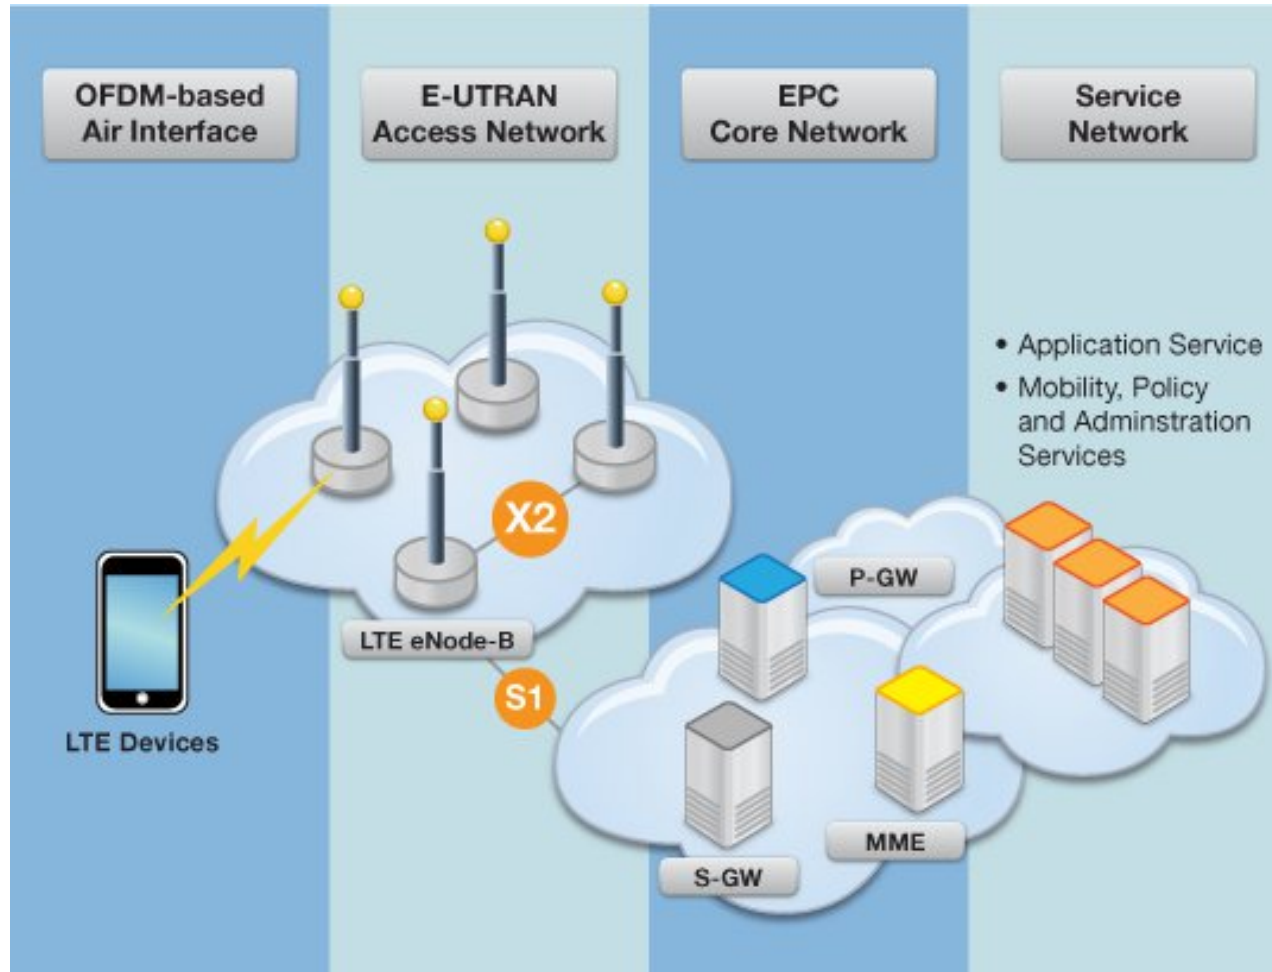 OFDM-based
Air Interface
E-UTRAN
Access Network
EPC
Core Network
Service
Network
• Application Service
• Mobility, Policy
and Adminstration
Services
X2
P-GW
LTE eNode-B
S1
LTE Devices
MME
S-GW